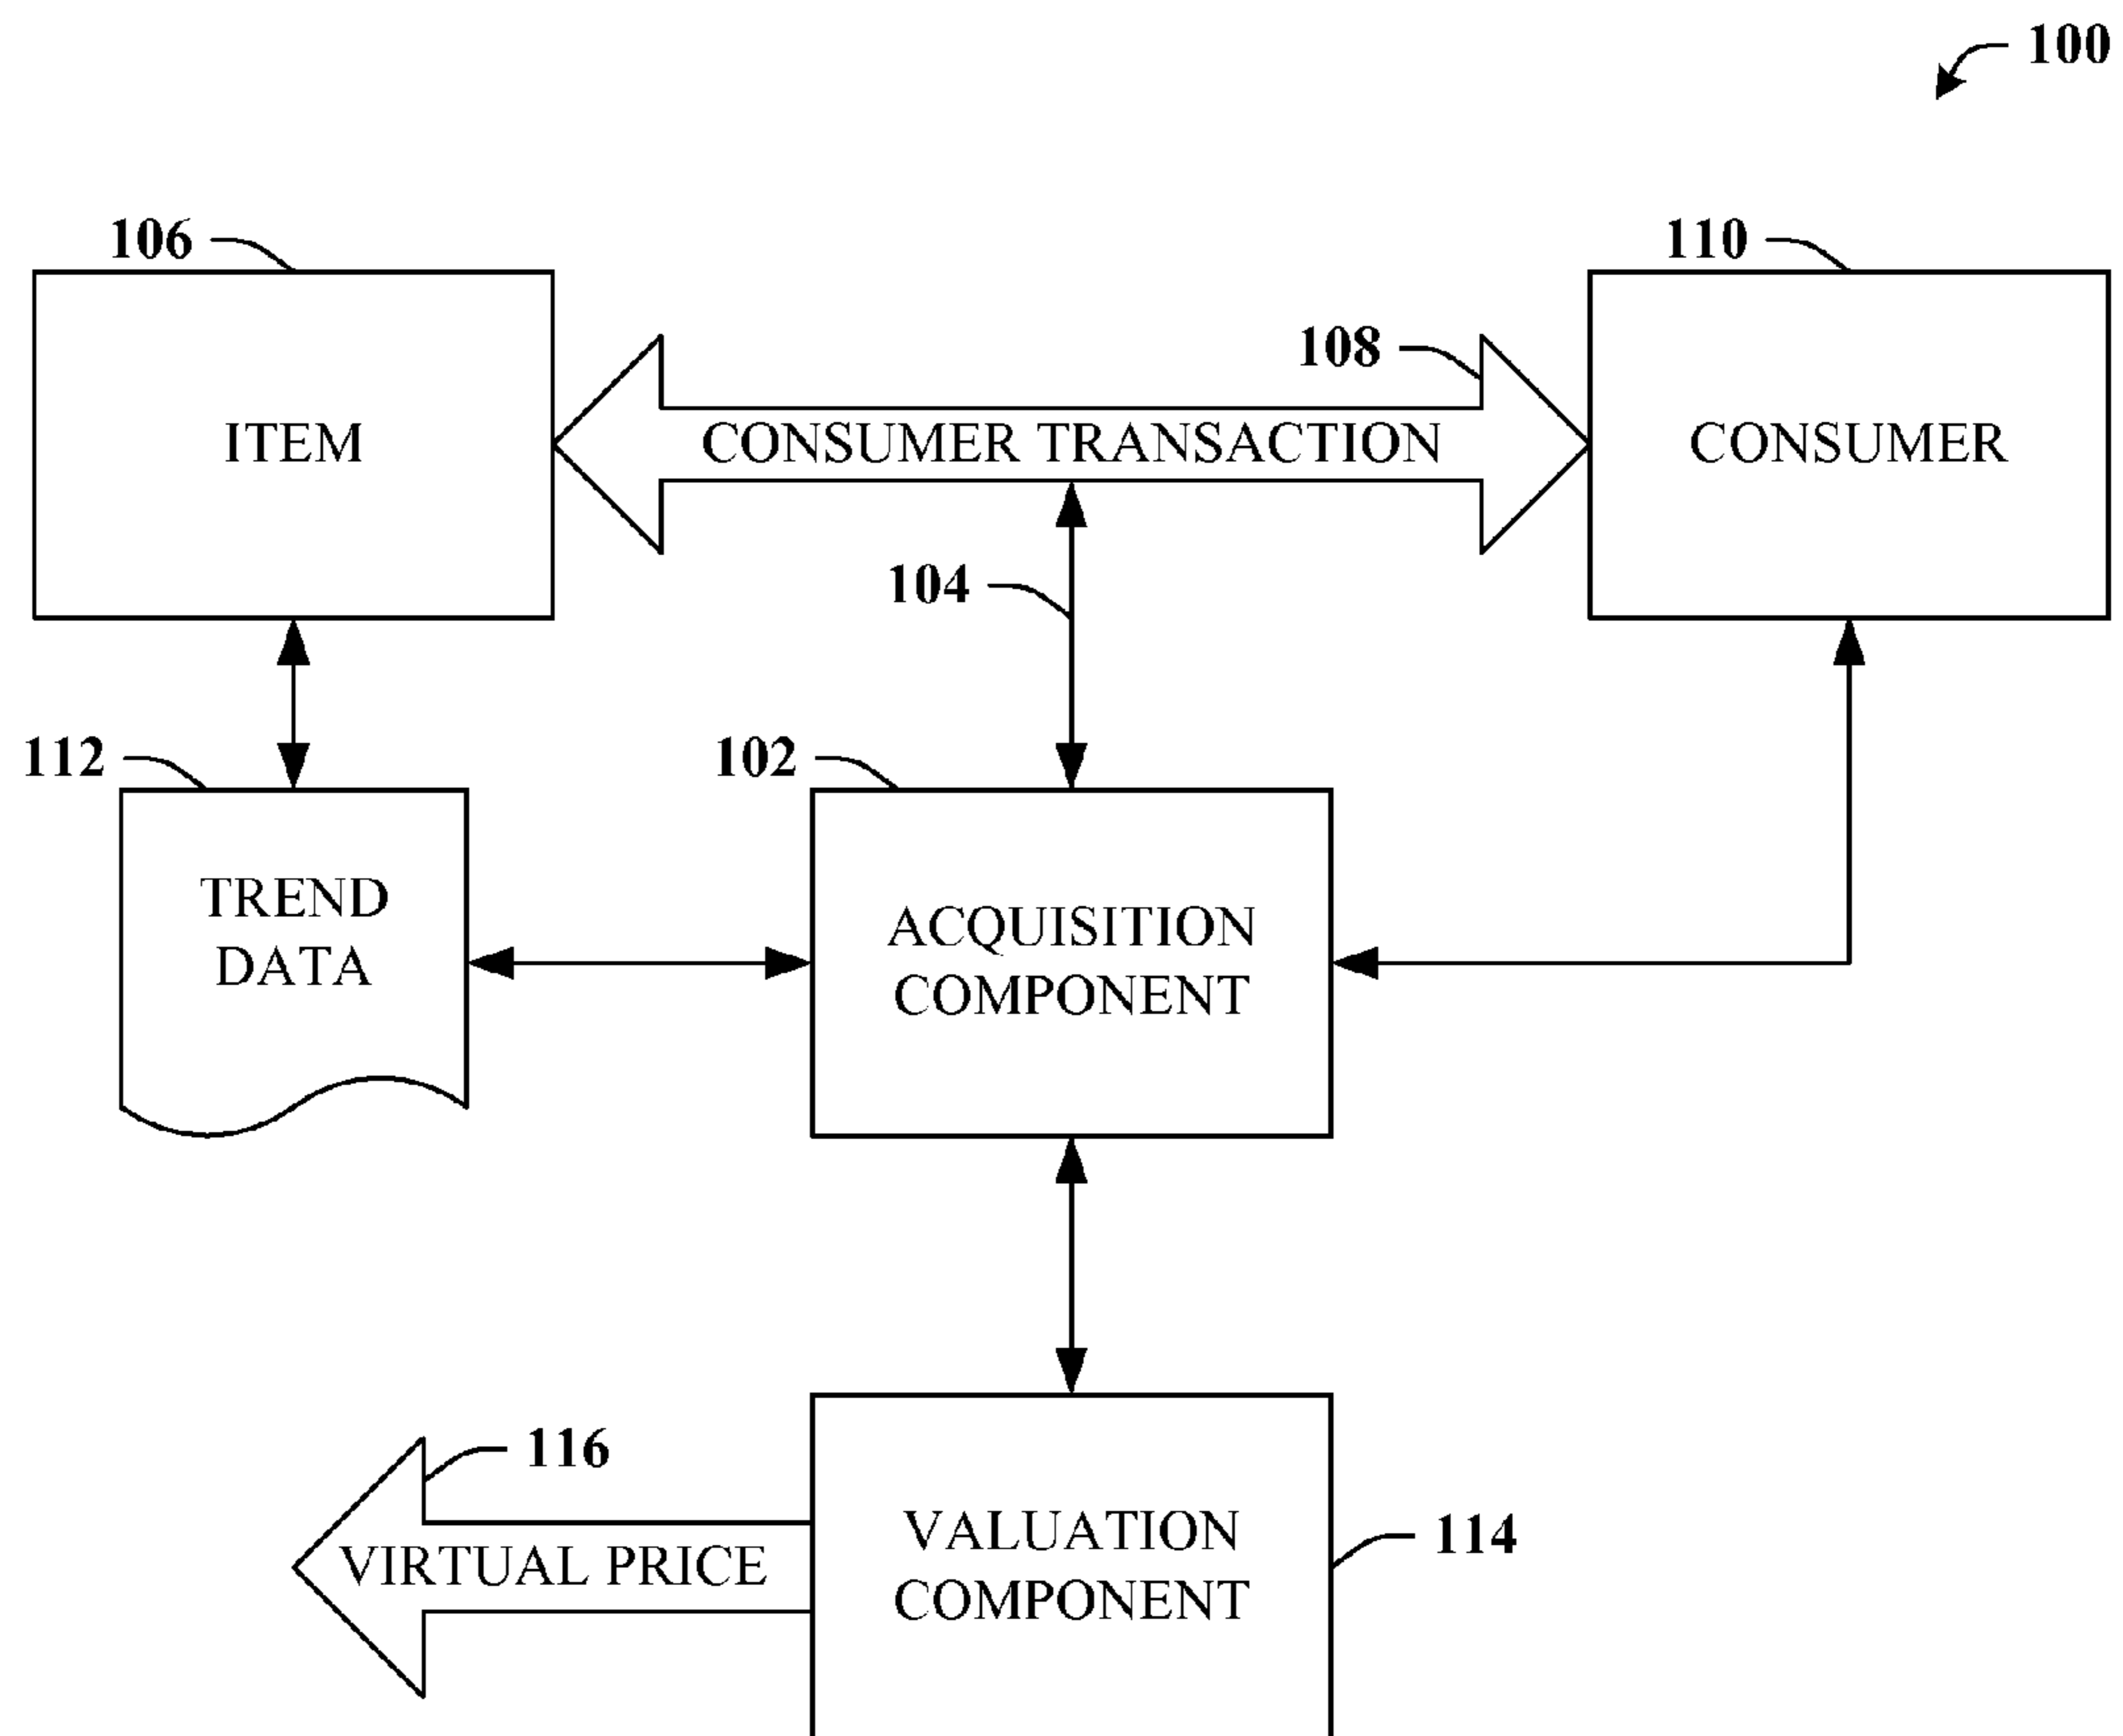 100
106
110
108
ITEM
CONSUMER TRANSACTION
CONSUMER
104
112
102
TREND
DATA
ACQUISITION
COMPONENT
116
VIRTUAL PRICE
VALUATION
COMPONENT
114